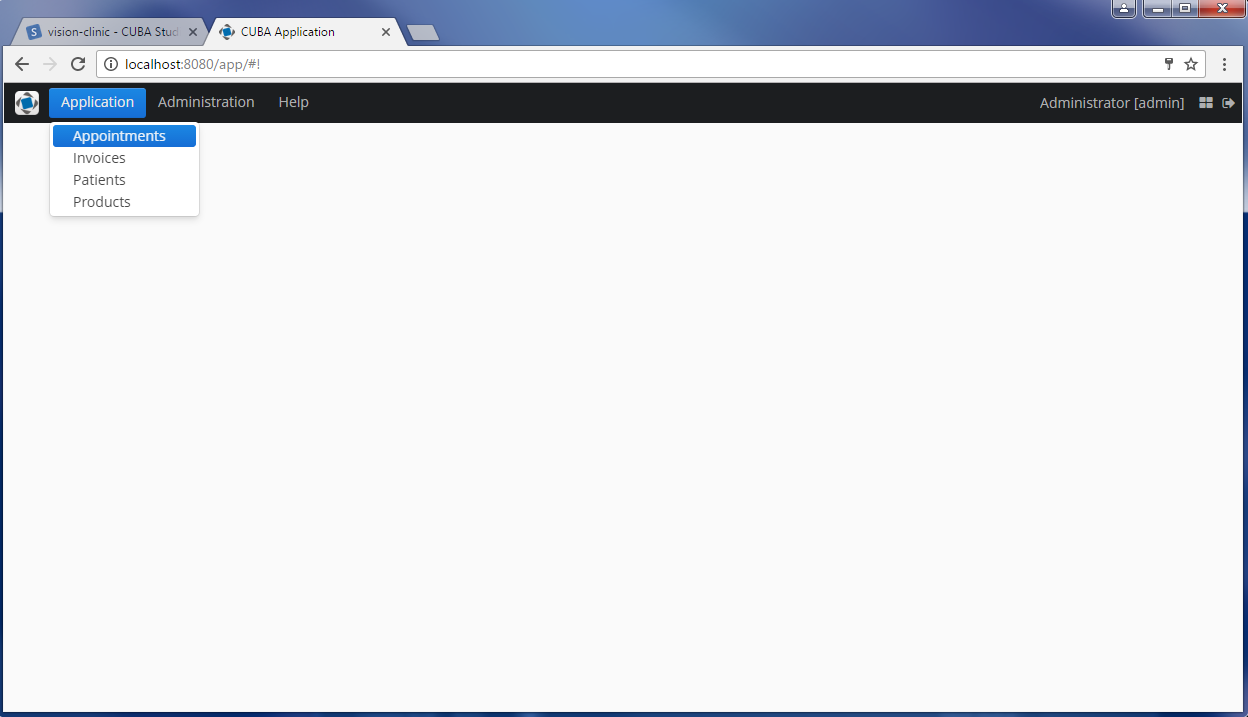 vision-clinic - CUBA Stud
CUBA Application
localhost:8080/app/#!
Application Administration Help Administrator [admin]
Appointments
Invoices
Patients
Products